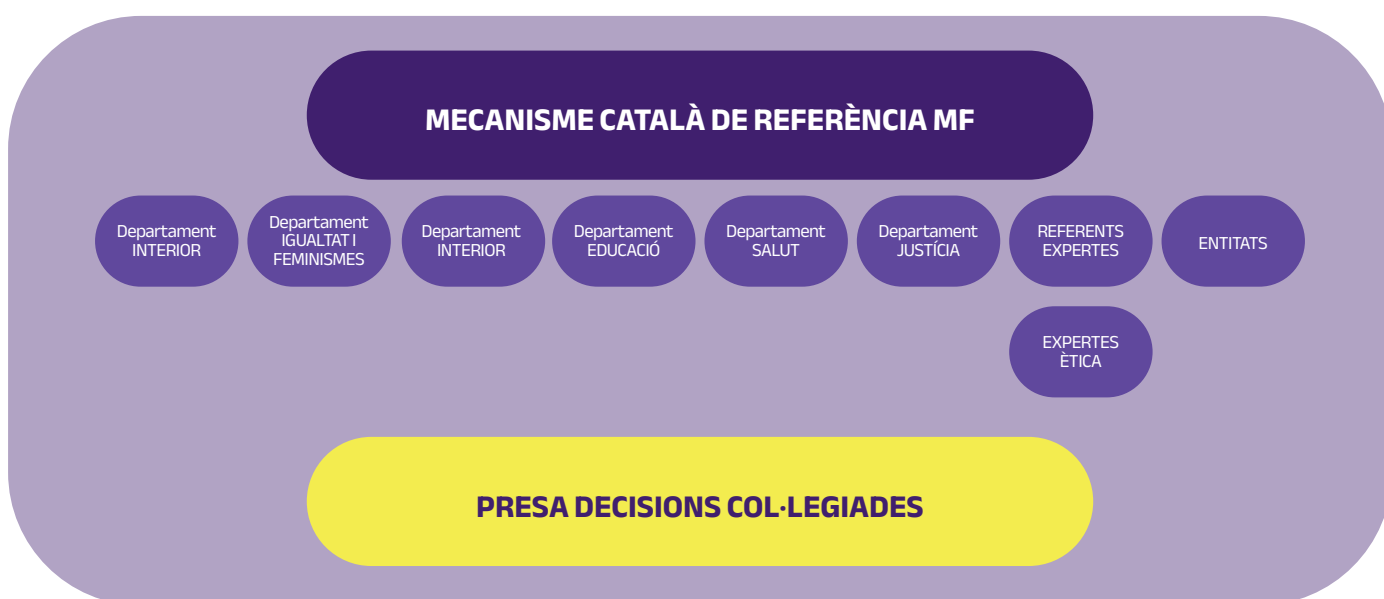 MECANISME CATALÀ DE REFERÈNCIA MF
Departament
INTERIOR
Departament
IGUALTAT I
FEMINISMES
Departament
INTERIOR
Departament
EDUCACIÓ
Departament
SALUT
Departament
JUSTÍCIA
REFERENTS
EXPERTES
ENTITATS
EXPERTES
ÈTICA
PRESA DECISIONS COL·LEGIADES